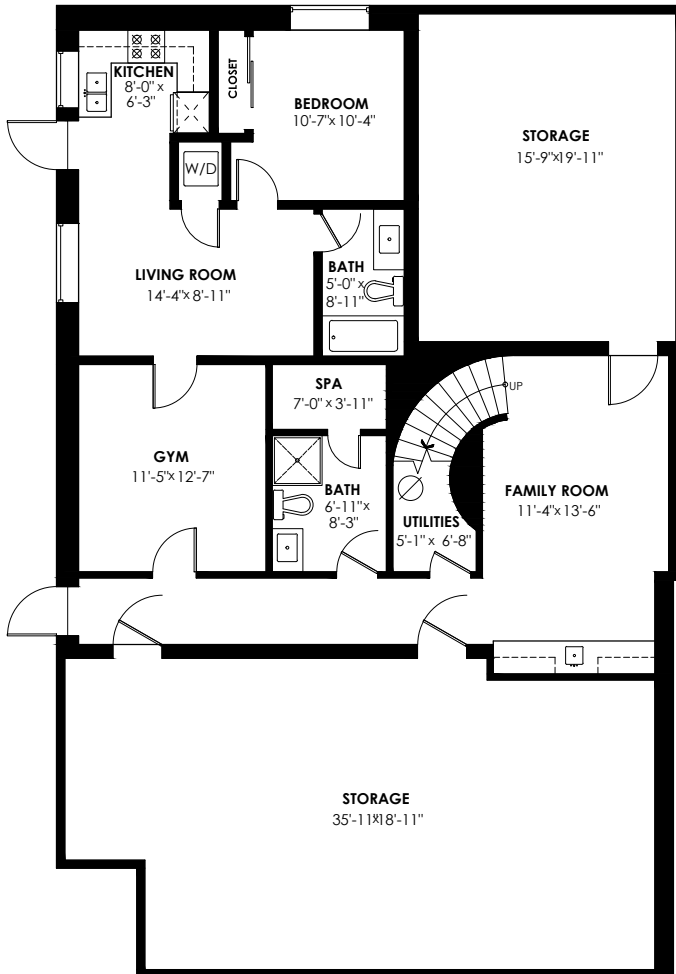 KITCHEN
8'-0" x
6'-3"
CLOSET
BEDROOM
10'-7"x 10'-4"
STORAGE
15'-9"x19'-11"
W/D
LIVING ROOM
14'-4"x 8'-11"
BATH
5'-0" x
8'-11"
SPA
7'-0" x 3'-11"
UP
GYM
11'-5"x 12'-7"
BATH
6'-11"x
8'-3"
UTILITIES
5'-1" x 6'-8"
FAMILY ROOM
11'-4"x 13'-6"
STORAGE
35'-11"x18'-11"